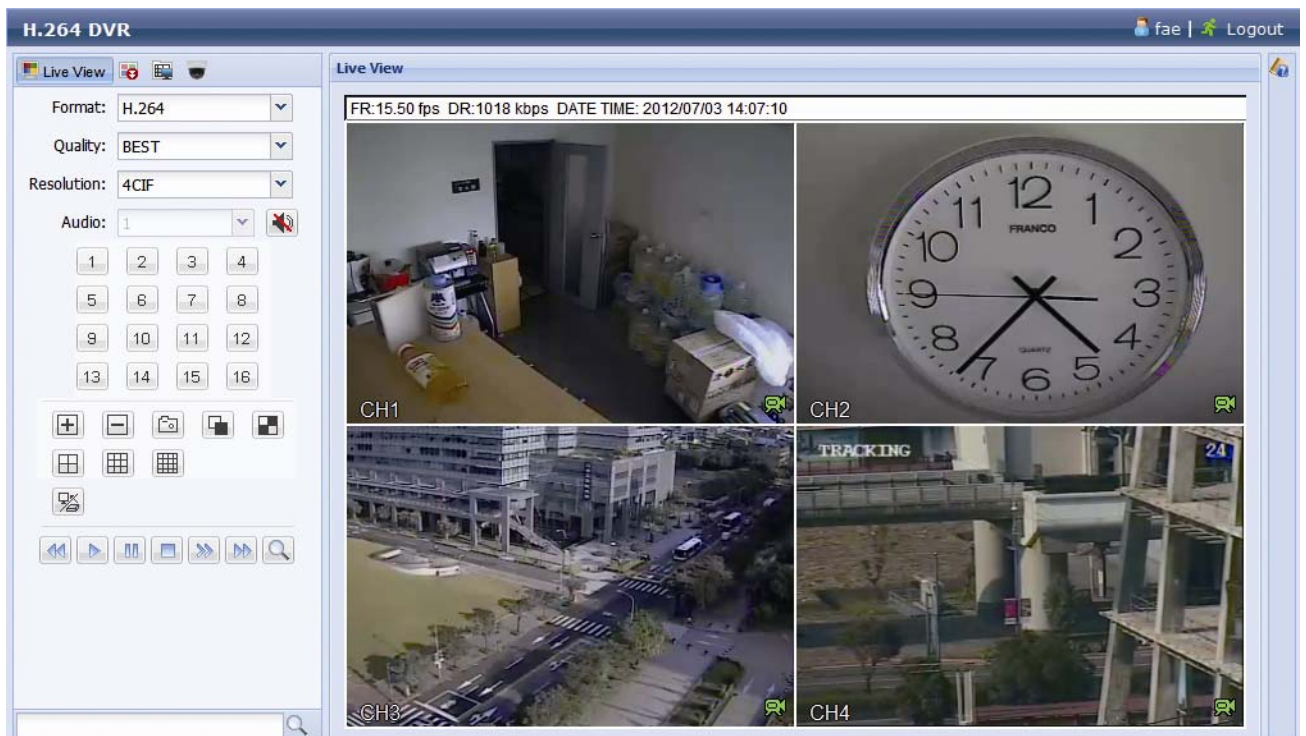 H.264 DVR
fae | Logout
Live View
Live View
Format: H.264
Quality: BEST
Resolution: 4CIF
Audio: 1
1 2 3 4
5 6 7 8
9 10 11 12
13 14 15 16
FR:15.50 fps DR:1018 kbps DATE TIME: 2012/07/03 14:07:10
CH1
12
1
2
3
4
5
6
7
8
9
10
11
FRANCO
QUARTZ
CH2
CH3
TRACKING
24
CH4